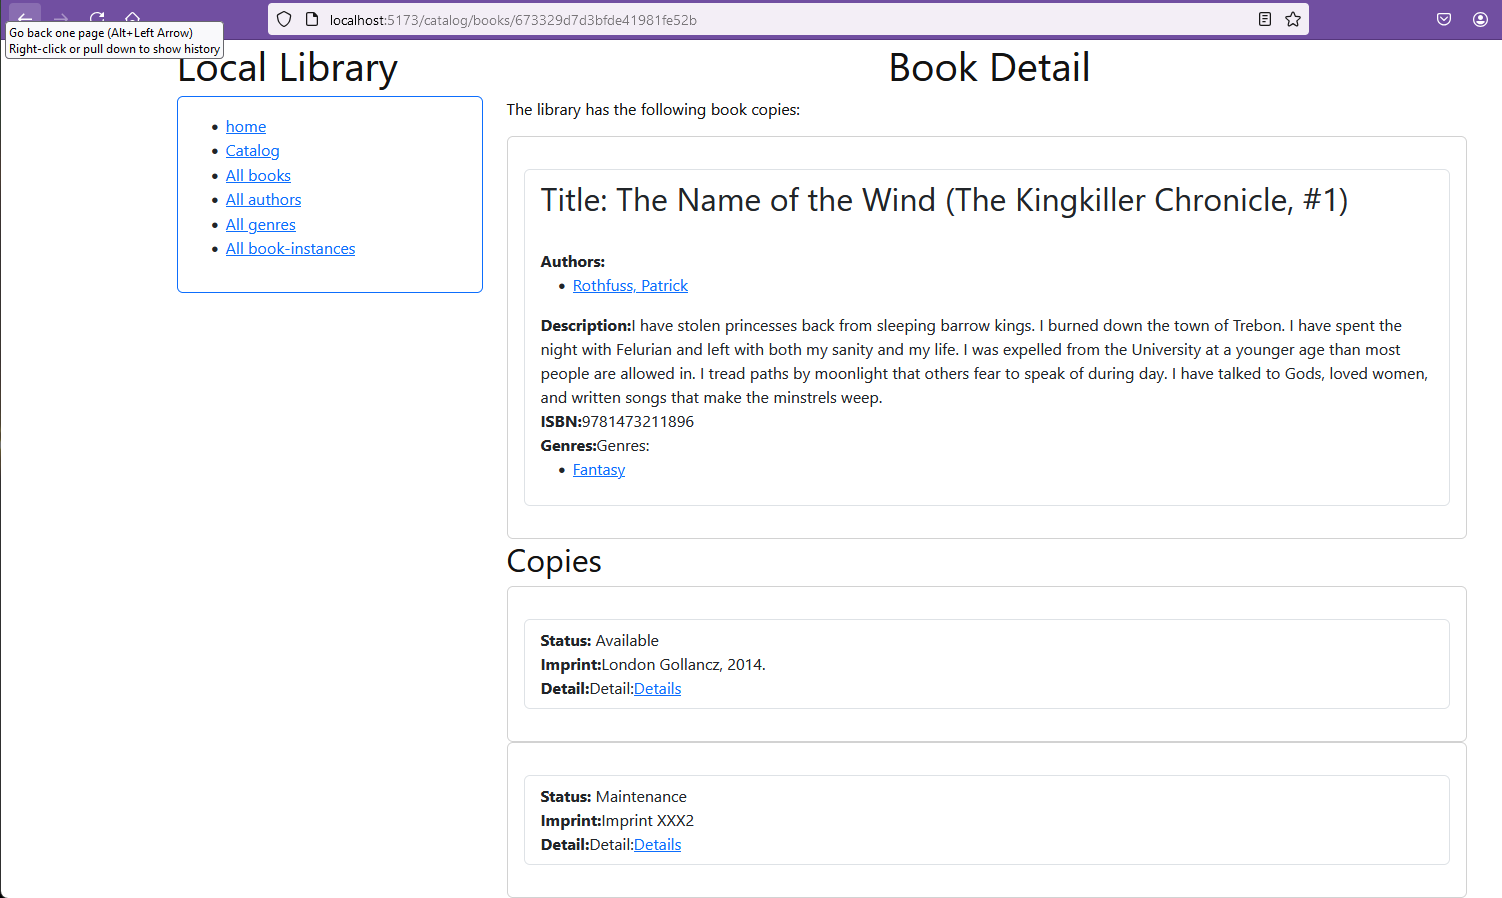 localhost:5173/catalog/books/673329d7d3bfde41981fe52b
Go back one page (Alt+Left Arrow)
Right-click or pull down to show history
Local Library
home
Catalog
All books
All authors
All genres
All book-instances
Book Detail
The library has the following book copies:
Title: The Name of the Wind (The Kingkiller Chronicle, #1)
Authors:
Rothfuss, Patrick
Description:I have stolen princesses back from sleeping barrow kings. I burned down the town of Trebon. I have spent the
night with Felurian and left with both my sanity and my life. I was expelled from the University at a younger age than most
people are allowed in. I tread paths by moonlight that others fear to speak of during day. I have talked to Gods, loved women,
and written songs that make the minstrels weep.
ISBN:9781473211896
Genres:Genres:
Fantasy
Copies
Status: Available
Imprint:London Gollancz, 2014.
Detail:Detail:Details
Status: Maintenance
Imprint:Imprint XXX2
Detail:Detail:Details